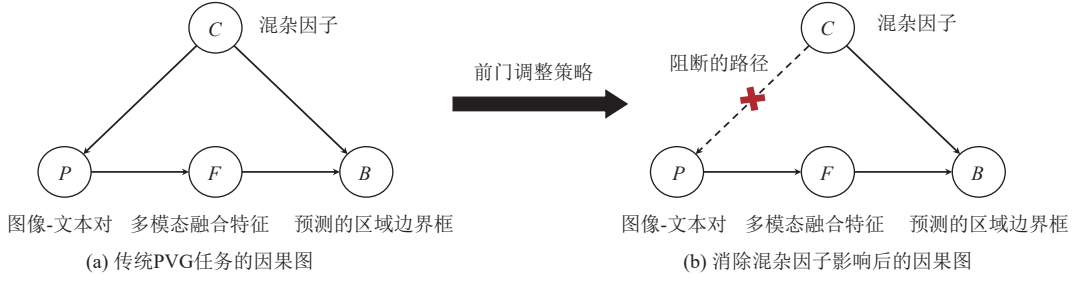 C 混杂因子
P
F
B
图像-文本对 多模态融合特征 预测的区域边界框
(a) 传统PVG任务的因果图
前门调整策略
C 混杂因子
阻断的路径
P
F
B
图像-文本对 多模态融合特征 预测的区域边界框
(b) 消除混杂因子影响后的因果图